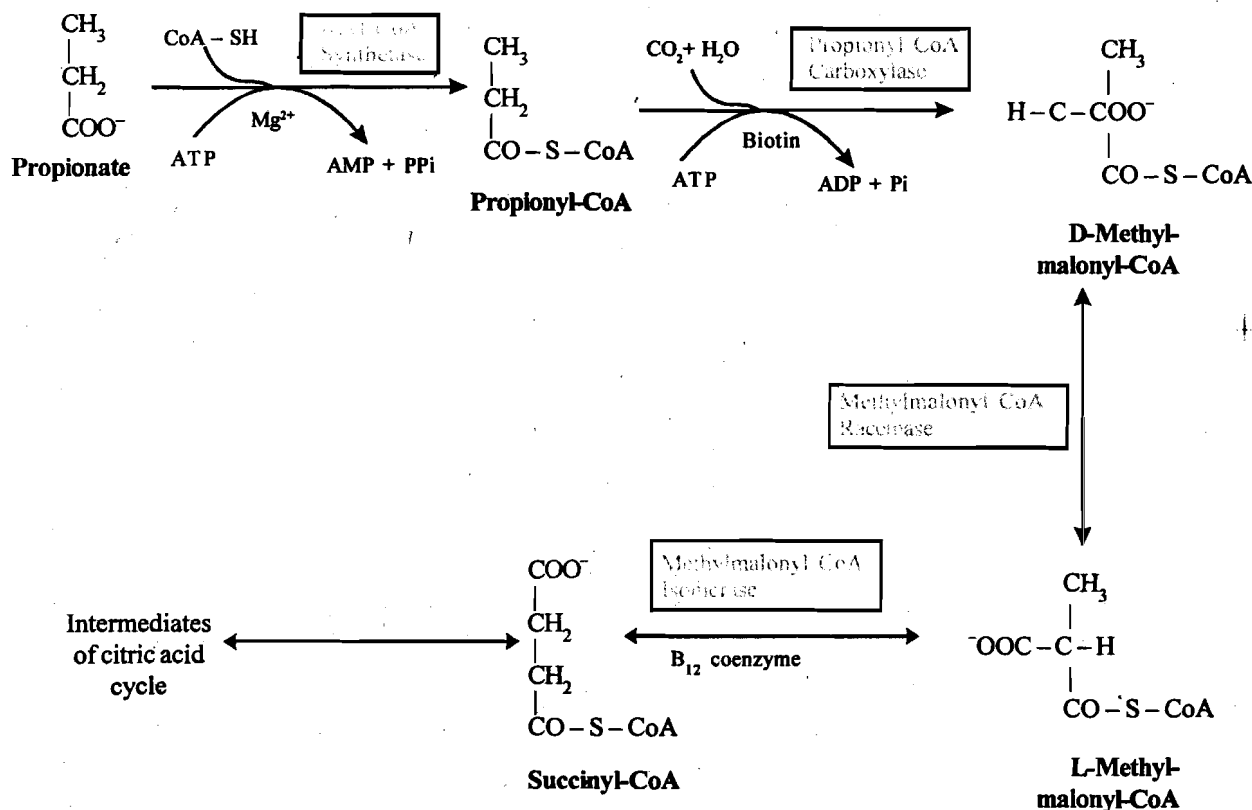 CH₃
CoA – SH
Synthetase
CH₂
COO⁻
Propionate
ATP
Mg²⁺
AMP + PPi
CH₃
CH₂
CO – S – CoA
Propionyl-CoA
CO₂+ H₂O
Propionyl CoA
Carboxylase
Biotin
ATP
ADP + Pi
CH₃
H – C – COO⁻
CO – S – CoA
D-Methyl-
malonyl-CoA
Methylmalonyl CoA
Racemase
CH₃
⁻OOC – C – H
CO – S – CoA
L-Methyl-
malonyl-CoA
Methylmalonyl CoA
Isomerase
B₁₂ coenzyme
COO⁻
CH₂
CH₂
CO – S – CoA
Succinyl-CoA
Intermediates
of citric acid
cycle